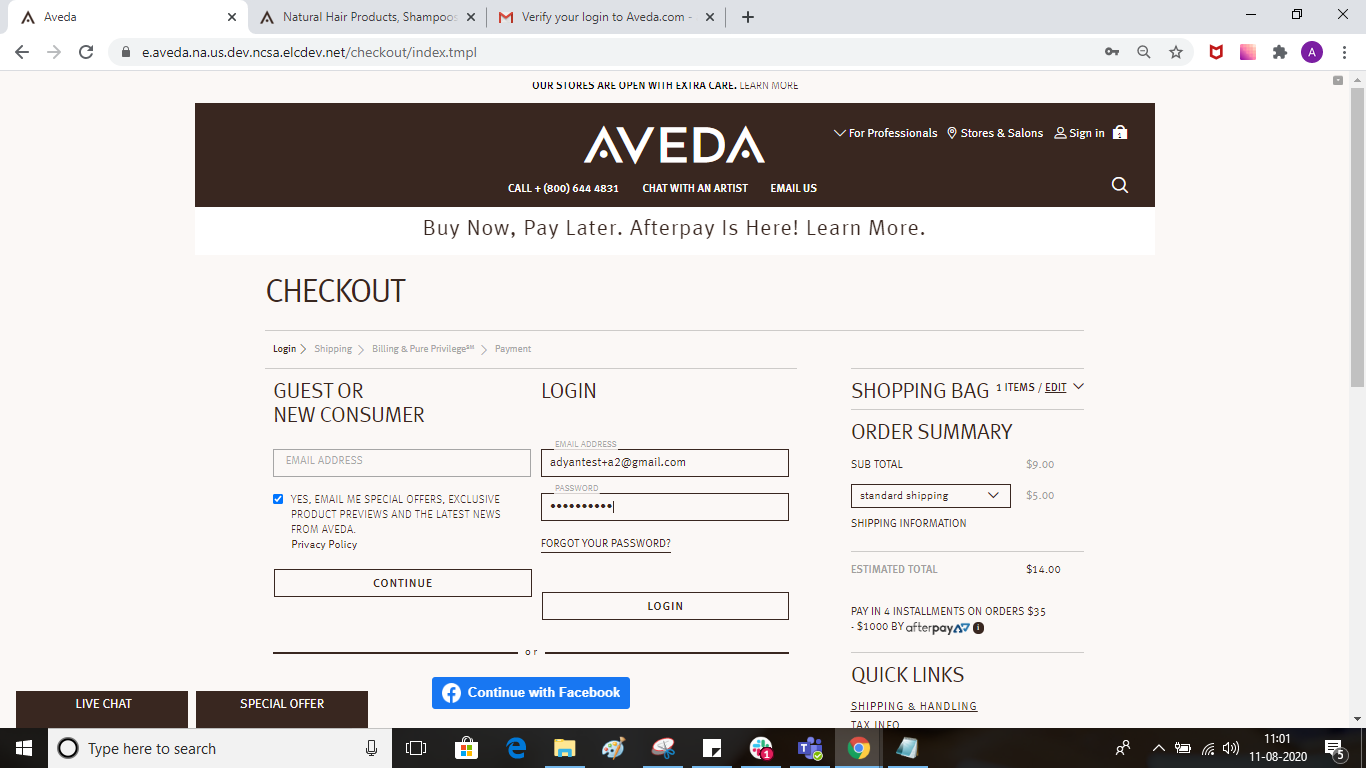 Aveda
Natural Hair Products, Shampoos
Verify your login to Aveda.com -
e.aveda.na.us.dev.ncsa.elcdev.net/checkout/index.tmpl
A
OUR STORES ARE OPEN WITH EXTRA CARE. LEARN MORE
AVEDA
For Professionals
Stores & Salons
Sign in
1
CALL + (800) 644 4831
CHAT WITH AN ARTIST
EMAIL US
Buy Now, Pay Later. Afterpay Is Here! Learn More.
CHECKOUT
Login
Shipping
Billing & Pure Privilege℠
Payment
GUEST OR
NEW CONSUMER
EMAIL ADDRESS
YES, EMAIL ME SPECIAL OFFERS, EXCLUSIVE
PRODUCT PREVIEWS AND THE LATEST NEWS
FROM AVEDA.
Privacy Policy
CONTINUE
LOGIN
EMAIL ADDRESS
adyantest+a2@gmail.com
PASSWORD
••••••••••
FORGOT YOUR PASSWORD?
LOGIN
or
Continue with Facebook
SHOPPING BAG 1 ITEMS / EDIT
ORDER SUMMARY
SUB TOTAL $9.00
standard shipping $5.00
SHIPPING INFORMATION
ESTIMATED TOTAL $14.00
PAY IN 4 INSTALLMENTS ON ORDERS $35
- $1000 BY afterpay i
QUICK LINKS
SHIPPING & HANDLING
TAX INFO
LIVE CHAT
SPECIAL OFFER
Type here to search
1
11:01
11-08-2020
5